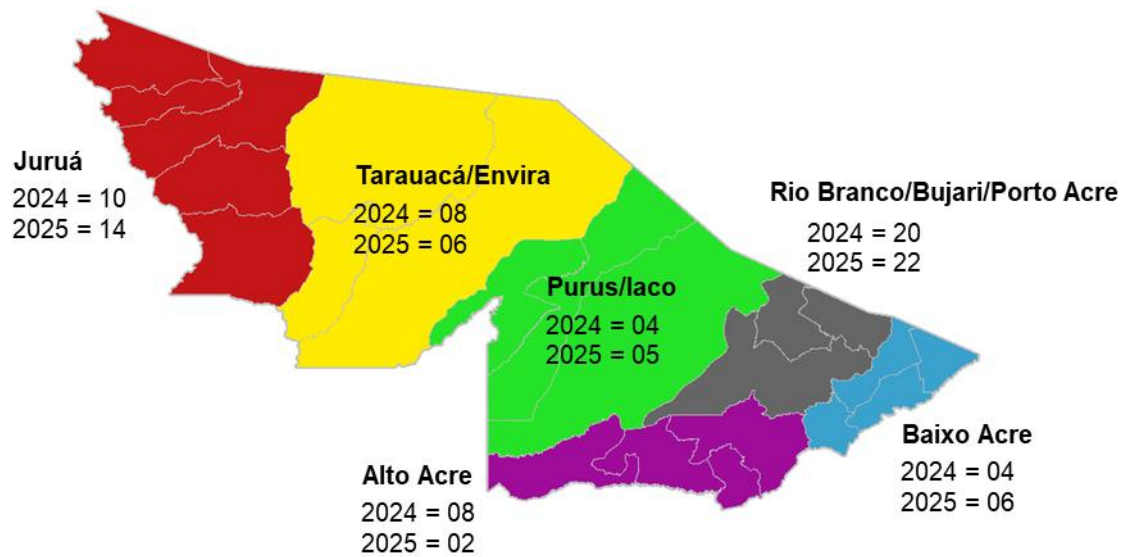 Juruá
2024 = 10
2025 = 14
Tarauacá/Envira
2024 = 08
2025 = 06
Rio Branco/Bujari/Porto Acre
2024 = 20
2025 = 22
Purus/Iaco
2024 = 04
2025 = 05
Baixo Acre
2024 = 04
2025 = 06
Alto Acre
2024 = 08
2025 = 02